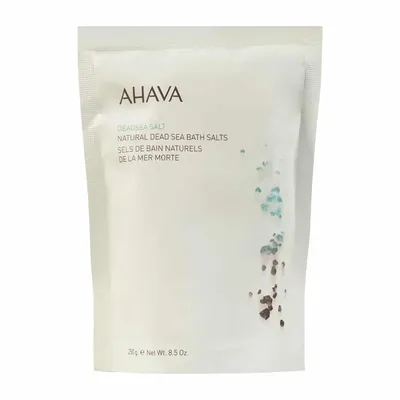 AHAVA
DEADSEA SALT
NATURAL DEAD SEA BATH SALTS
SELS DE BAIN NATURELS
DE LA MER MORTE
℮ Net Wt. 8.5 Oz.